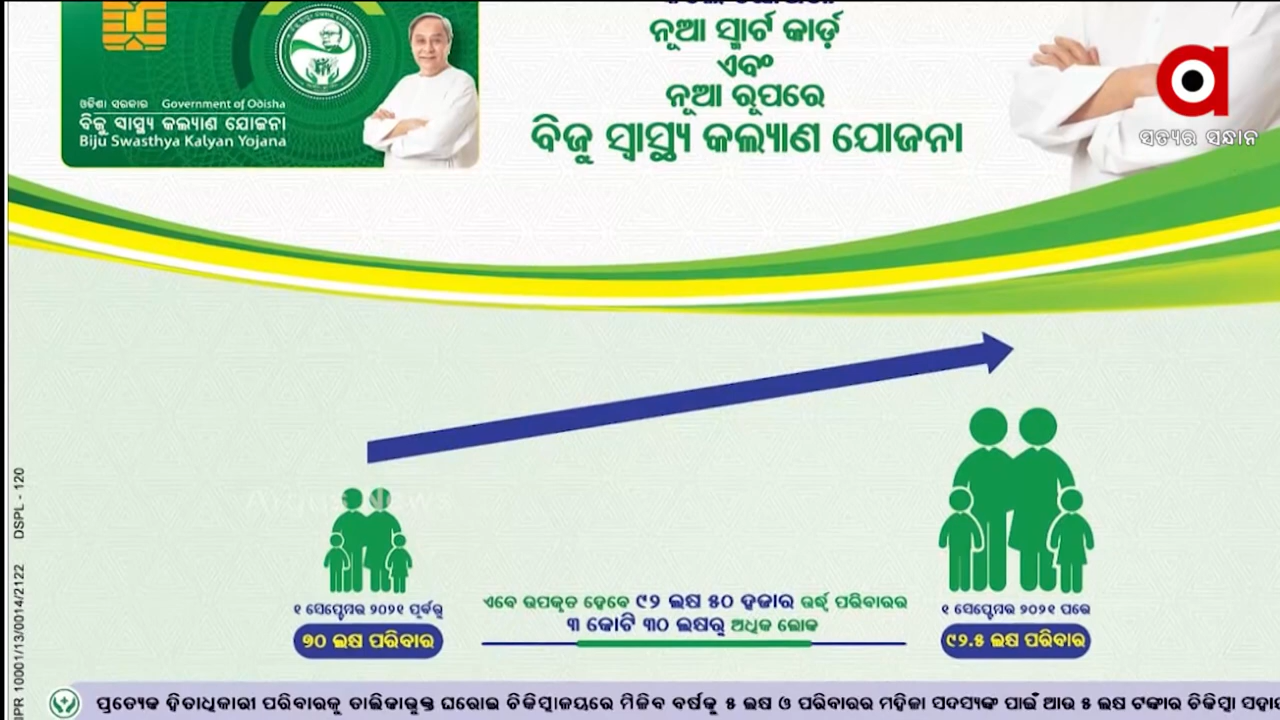 ନୂଆ ସ୍ମାର୍ଟ କାର୍ଡ଼
ଏବଂ
ନୂଆ ରୂପରେ
ବିଜୁ ସ୍ୱାସ୍ଥ୍ୟ କଲ୍ୟାଣ ଯୋଜନା
ଓଡିଶା ସରକାର Government of Odisha
ବିଜୁ ସ୍ୱାସ୍ଥ୍ୟ କଲ୍ୟାଣ ଯୋଜନା
Biju Swasthya Kalyan Yojana
a
ସତ୍ୟର ସନ୍ଧାନ
Argus News
୧ ସେପ୍ଟେମ୍ବର ୨୦୨୧ ପୂର୍ବରୁ
୭୦ ଲକ୍ଷ ପରିବାର
ଏବେ ଉପକୃତ ହେବେ ୯୨ ଲକ୍ଷ ୫୦ ହଜାର ଊର୍ଦ୍ଧ୍ୱ ପରିବାରର
୩ କୋଟି ୩୦ ଲକ୍ଷରୁ ଅଧିକ ଲୋକ
୧ ସେପ୍ଟେମ୍ବର ୨୦୨୧ ପରେ
୯୨.୫ ଲକ୍ଷ ପରିବାର
IPR 10001/13/0014/2122 DSPL - 120
ପ୍ରତ୍ୟେକ ହିତାଧିକାରୀ ପରିବାରକୁ ତାଲିକାଭୁକ୍ତ ଘରୋଇ ଚିକିତ୍ସାଳୟରେ ମିଳିବ ବର୍ଷକୁ ୫ ଲକ୍ଷ ଓ ପରିବାରର ମହିଳା ସଦସ୍ୟଙ୍କ ପାଇଁ ଆଉ ୫ ଲକ୍ଷ ଟଙ୍କାର ଚିକିତ୍ସା